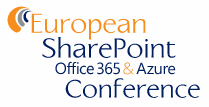 European
SharePoint
Office 365 & Azure
Conference